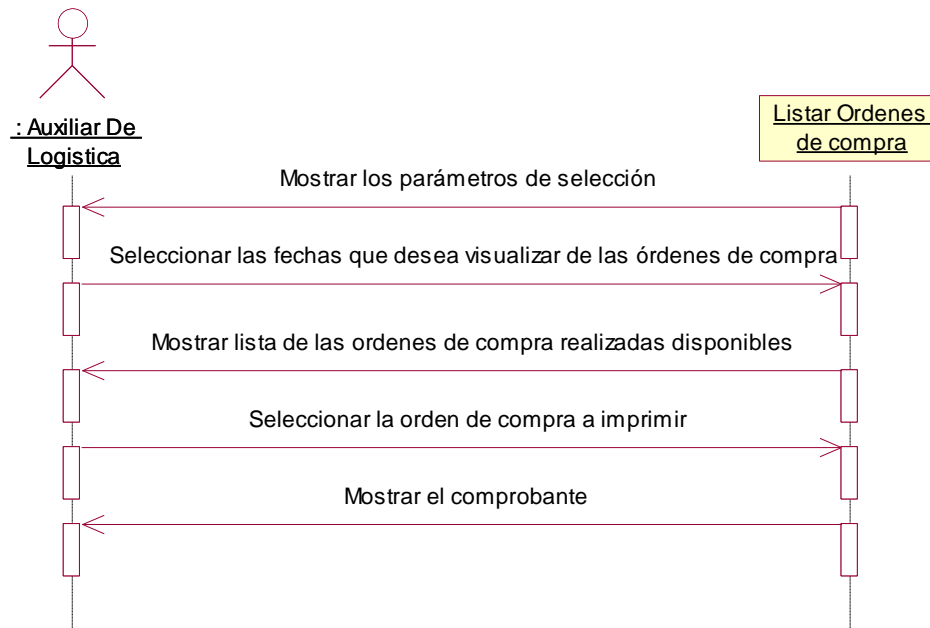 : Auxiliar De
Logistica
Listar Ordenes
de compra
Mostrar los parámetros de selección
Seleccionar las fechas que desea visualizar de las órdenes de compra
Mostrar lista de las ordenes de compra realizadas disponibles
Seleccionar la orden de compra a imprimir
Mostrar el comprobante